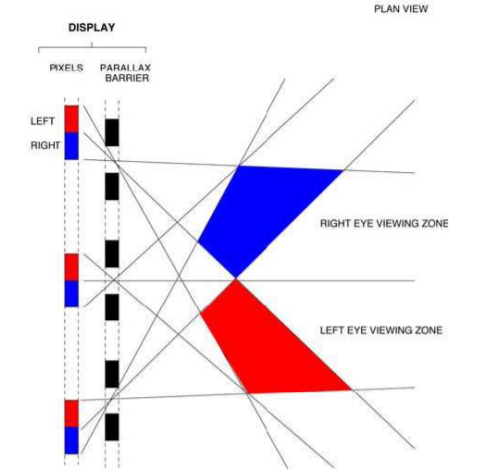 PLAN VIEW
DISPLAY
PIXELS
PARALLAX
BARRIER
LEFT
RIGHT
RIGHT EYE VIEWING ZONE
LEFT EYE VIEWING ZONE